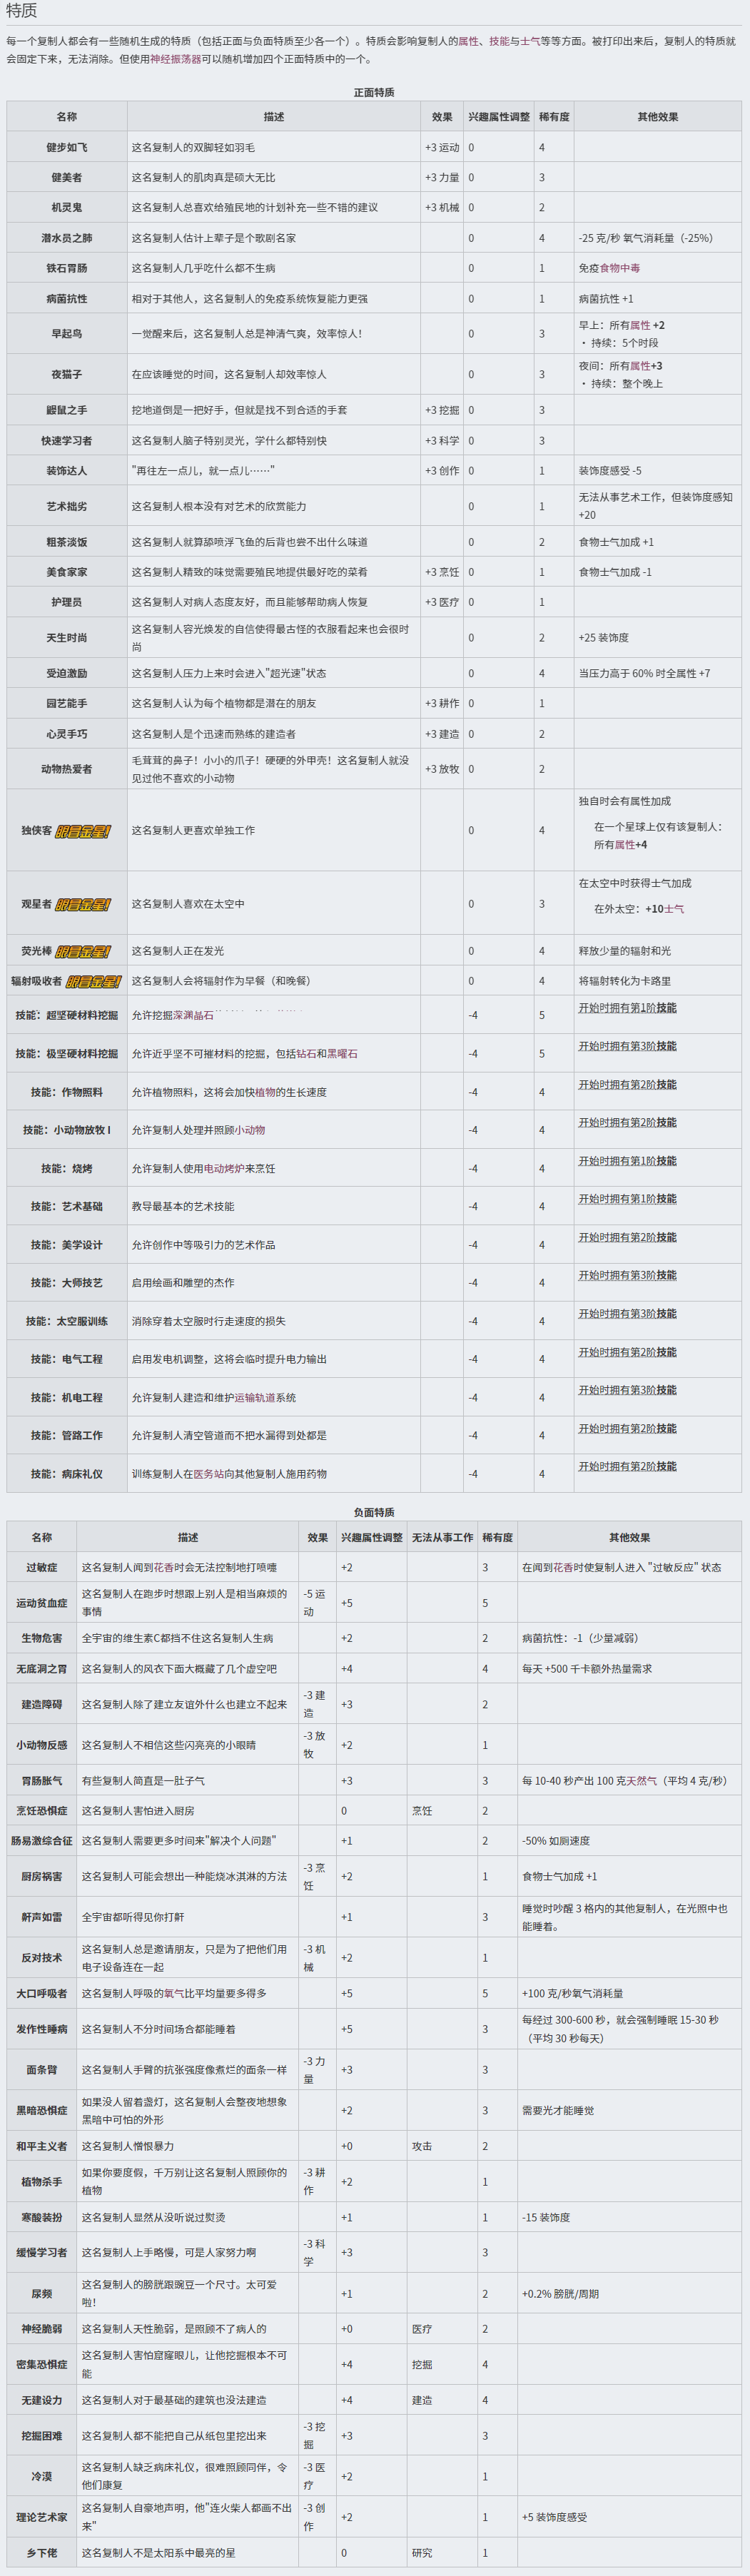 特质
每一个复制人都会有一些随机生成的特质（包括正面与负面特质至少各一个）。特质会影响复制人的属性、技能与士气等等方面。被打印出来后，复制人的特质就
会固定下来，无法消除。但使用神经振荡器可以随机增加四个正面特质中的一个。
正面特质
名称 描述 效果 兴趣属性调整 稀有度 其他效果
健步如飞 这名复制人的双脚轻如羽毛 +3 运动 0 4
健美者 这名复制人的肌肉真是硕大无比 +3 力量 0 3
机灵鬼 这名复制人总喜欢给殖民地的计划补充一些不错的建议 +3 机械 0 2
潜水员之肺 这名复制人估计上辈子是个歌剧名家 0 4 -25 克/秒 氧气消耗量（-25%）
铁石胃肠 这名复制人几乎吃什么都不生病 0 1 免疫食物中毒
病菌抗性 相对于其他人，这名复制人的免疫系统恢复能力更强 0 1 病菌抗性 +1
早起鸟 一觉醒来后，这名复制人总是神清气爽，效率惊人！ 0 3 早上：所有属性 +2
• 持续：5个时段
夜猫子 在应该睡觉的时间，这名复制人却效率惊人 0 3 夜间：所有属性+3
• 持续：整个晚上
鼹鼠之手 挖地道倒是一把好手，但就是找不到合适的手套 +3 挖掘 0 3
快速学习者 这名复制人脑子特别灵光，学什么都特别快 +3 科学 0 3
装饰达人 "再往左一点儿，就一点儿……" +3 创作 0 1 装饰度感受 -5
艺术拙劣 这名复制人根本没有对艺术的欣赏能力 0 1 无法从事艺术工作，但装饰度感知
+20
粗茶淡饭 这名复制人就算舔喷浮飞鱼的后背也尝不出什么味道 0 2 食物士气加成 +1
美食家家 这名复制人精致的味觉需要殖民地提供最好吃的菜肴 +3 烹饪 0 1 食物士气加成 -1
护理员 这名复制人对病人态度友好，而且能够帮助病人恢复 +3 医疗 0 1
天生时尚 这名复制人容光焕发的自信使得最古怪的衣服看起来也会很时
尚 0 2 +25 装饰度
受迫激励 这名复制人压力上来时会进入"超光速"状态 0 4 当压力高于 60% 时全属性 +7
园艺能手 这名复制人认为每个植物都是潜在的朋友 +3 耕作 0 1
心灵手巧 这名复制人是个迅速而熟练的建造者 +3 建造 0 2
动物热爱者 毛茸茸的鼻子！小小的爪子！硬硬的外甲壳！这名复制人就没
见过他不喜欢的小动物 +3 放牧 0 2
独侠客 眼冒金星! 这名复制人更喜欢单独工作 0 4 独自时会有属性加成
在一个星球上仅有该复制人：
所有属性+4
观星者 眼冒金星! 这名复制人喜欢在太空中 0 3 在太空中时获得士气加成
在外太空：+10士气
荧光棒 眼冒金星! 这名复制人正在发光 0 4 释放少量的辐射和光
辐射吸收者 眼冒金星! 这名复制人会将辐射作为早餐（和晚餐） 0 4 将辐射转化为卡路里
技能：超坚硬材料挖掘 允许挖掘深渊晶石 -4 5 开始时拥有第1阶技能
技能：极坚硬材料挖掘 允许近乎坚不可摧材料的挖掘，包括钻石和黑曜石 -4 5 开始时拥有第3阶技能
技能：作物照料 允许植物照料，这将会加快植物的生长速度 -4 4 开始时拥有第2阶技能
技能：小动物放牧 I 允许复制人处理并照顾小动物 -4 4 开始时拥有第2阶技能
技能：烧烤 允许复制人使用电动烤炉来烹饪 -4 4 开始时拥有第1阶技能
技能：艺术基础 教导最基本的艺术技能 -4 4 开始时拥有第1阶技能
技能：美学设计 允许创作中等吸引力的艺术作品 -4 4 开始时拥有第2阶技能
技能：大师技艺 启用绘画和雕塑的杰作 -4 4 开始时拥有第3阶技能
技能：太空服训练 消除穿着太空服时行走速度的损失 -4 4 开始时拥有第3阶技能
技能：电气工程 启用发电机调整，这将会临时提升电力输出 -4 4 开始时拥有第2阶技能
技能：机电工程 允许复制人建造和维护运输轨道系统 -4 4 开始时拥有第3阶技能
技能：管路工作 允许复制人清空管道而不把水漏得到处都是 -4 4 开始时拥有第2阶技能
技能：病床礼仪 训练复制人在医务站向其他复制人施用药物 -4 4 开始时拥有第2阶技能
负面特质
名称 描述 效果 兴趣属性调整 无法从事工作 稀有度 其他效果
过敏症 这名复制人闻到花香时会无法控制地打喷嚏 +2 3 在闻到花香时使复制人进入 "过敏反应" 状态
运动贫血症 这名复制人在跑步时想跟上别人是相当麻烦的
事情 -5 运
动 +5 5
生物危害 全宇宙的维生素C都挡不住这名复制人生病 +2 2 病菌抗性：-1（少量减弱）
无底洞之胃 这名复制人的风衣下面大概藏了几个虚空吧 +4 4 每天 +500 千卡额外热量需求
建造障碍 这名复制人除了建立友谊外什么也建立不起来 -3 建
造 +3 2
小动物反感 这名复制人不相信这些闪亮亮的小眼睛 -3 放
牧 +2 1
胃肠胀气 有些复制人简直是一肚子气 +3 3 每 10-40 秒产出 100 克天然气（平均 4 克/秒）
烹饪恐惧症 这名复制人害怕进入厨房 0 烹饪 2
肠易激综合征 这名复制人需要更多时间来"解决个人问题" +1 2 -50% 如厕速度
厨房祸害 这名复制人可能会想出一种能烧冰淇淋的方法 -3 烹
饪 +2 1 食物士气加成 +1
鼾声如雷 全宇宙都听得见你打鼾 +1 3 睡觉时吵醒 3 格内的其他复制人，在光照中也
能睡着。
反对技术 这名复制人总是邀请朋友，只是为了把他们用
电子设备连在一起 -3 机
械 +2 1
大口呼吸者 这名复制人呼吸的氧气比平均量要多得多 +5 5 +100 克/秒氧气消耗量
发作性睡病 这名复制人不分时间场合都能睡着 +5 3 每经过 300-600 秒，就会强制睡眠 15-30 秒
（平均 30 秒每天）
面条臂 这名复制人手臂的抗张强度像煮烂的面条一样 -3 力
量 +3 3
黑暗恐惧症 如果没人留着盏灯，这名复制人会整夜地想象
黑暗中可怕的外形 +2 3 需要光才能睡觉
和平主义者 这名复制人憎恨暴力 +0 攻击 2
植物杀手 如果你要度假，千万别让这名复制人照顾你的
植物 -3 耕
作 +2 1
寒酸装扮 这名复制人显然从没听说过熨烫 +1 1 -15 装饰度
缓慢学习者 这名复制人上手略慢，可是人家努力啊 -3 科
学 +3 3
尿频 这名复制人的膀胱跟豌豆一个尺寸。太可爱
啦！ +1 2 +0.2% 膀胱/周期
神经脆弱 这名复制人天性脆弱，是照顾不了病人的 +0 医疗 2
密集恐惧症 这名复制人害怕窟窿眼儿，让他挖掘根本不可
能 +4 挖掘 4
无建设力 这名复制人对于最基础的建筑也没法建造 +4 建造 4
挖掘困难 这名复制人都不能把自己从纸包里挖出来 -3 挖
掘 +3 3
冷漠 这名复制人缺乏病床礼仪，很难照顾同伴，令
他们康复 -3 医
疗 +2 1
理论艺术家 这名复制人自豪地声明，他"连火柴人都画不出
来" -3 创
作 +2 1 +5 装饰度感受
乡下佬 这名复制人不是太阳系中最亮的星 0 研究 1